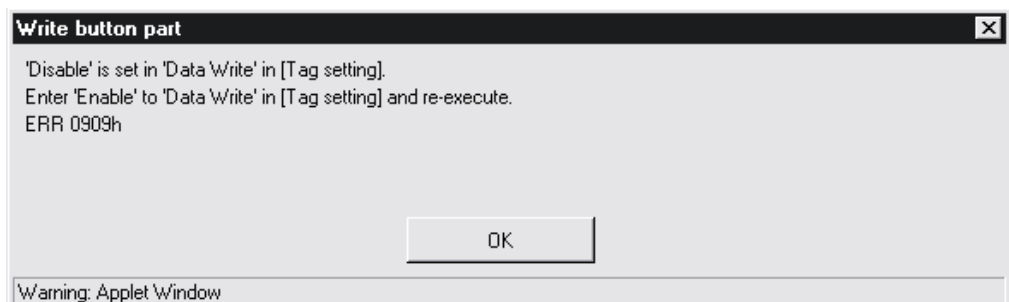 Write button part
'Disable' is set in 'Data Write' in [Tag setting].
Enter 'Enable' to 'Data Write' in [Tag setting] and re-execute.
ERR 0909h
OK
Warning: Applet Window